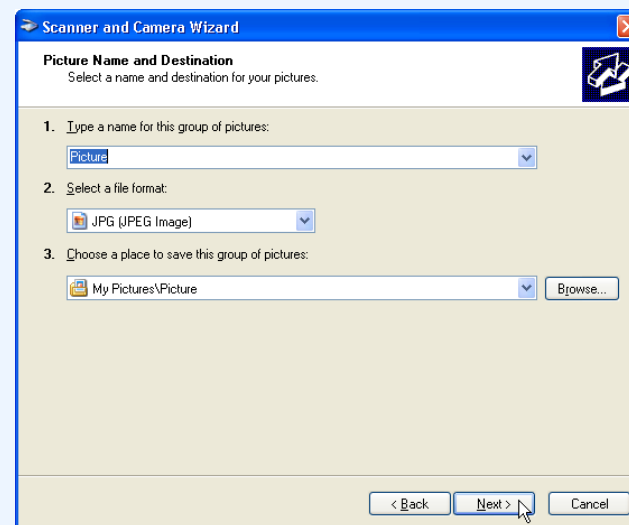 Scanner and Camera Wizard
Picture Name and Destination
Select a name and destination for your pictures.
1. Type a name for this group of pictures:
Picture
2. Select a file format:
JPG (JPEG Image)
3. Choose a place to save this group of pictures:
My Pictures\Picture Browse...
< Back Next > Cancel